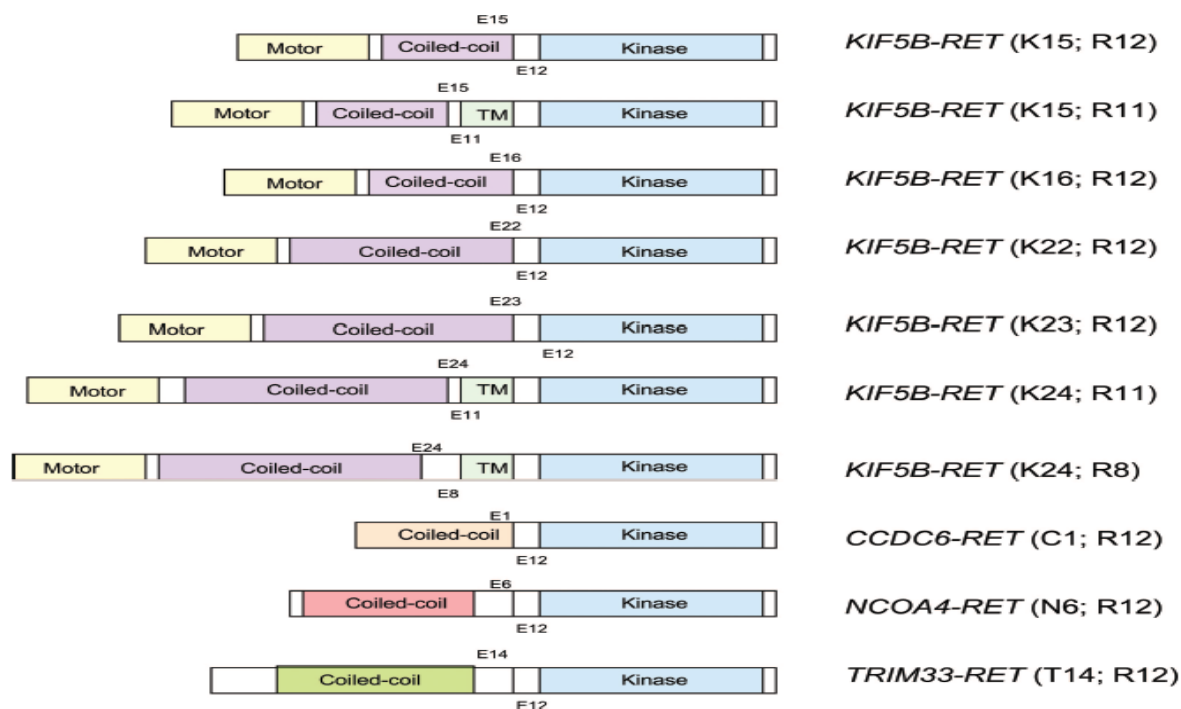 E15
Motor Coiled-coil Kinase KIF5B-RET (K15; R12)
E12
E15
Motor Coiled-coil TM Kinase KIF5B-RET (K15; R11)
E11
E16
Motor Coiled-coil Kinase KIF5B-RET (K16; R12)
E12
E22
Motor Coiled-coil Kinase KIF5B-RET (K22; R12)
E12
E23
Motor Coiled-coil Kinase KIF5B-RET (K23; R12)
E12
E24
Motor Coiled-coil TM Kinase KIF5B-RET (K24; R11)
E11
E24
Motor Coiled-coil TM Kinase KIF5B-RET (K24; R8)
E8
E1
Coiled-coil Kinase CCDC6-RET (C1; R12)
E12
E6
Coiled-coil Kinase NCOA4-RET (N6; R12)
E12
E14
Coiled-coil Kinase TRIM33-RET (T14; R12)
E12